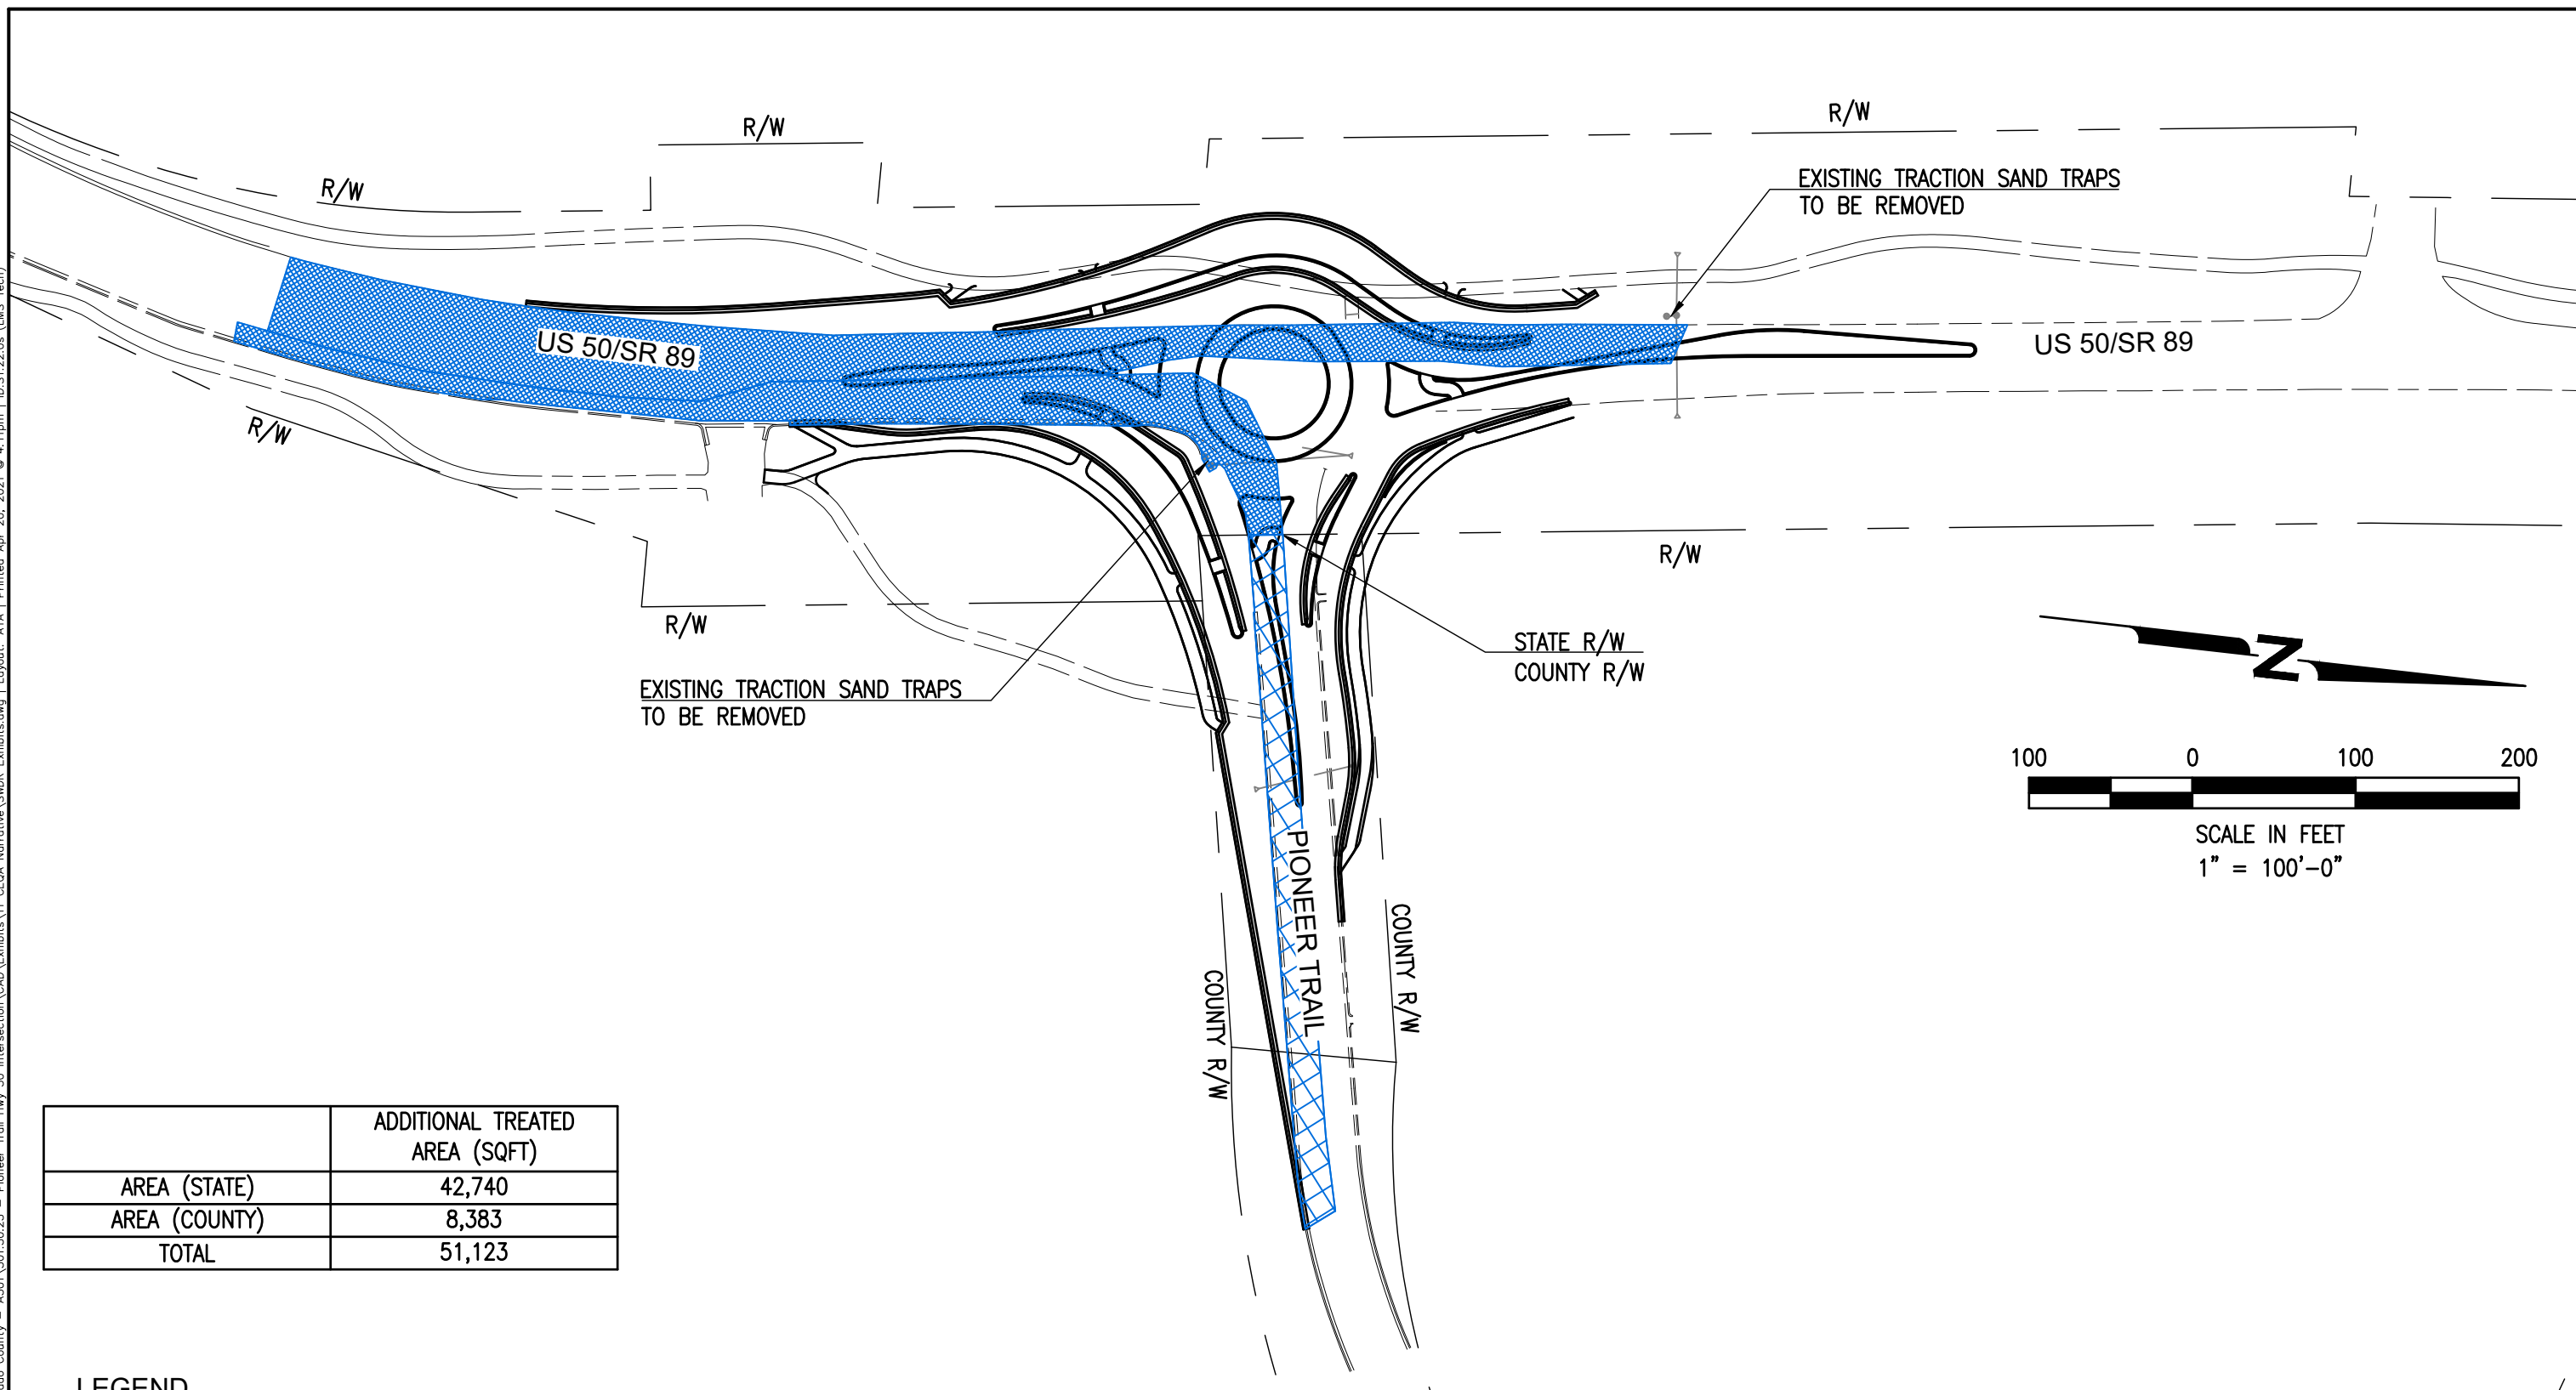 R/W
R/W
R/W
EXISTING TRACTION SAND TRAPS
TO BE REMOVED
US 50/SR 89
US 50/SR 89
R/W
R/W
R/W
STATE R/W
COUNTY R/W
EXISTING TRACTION SAND TRAPS
TO BE REMOVED
N
100 0 100 200
SCALE IN FEET
1" = 100'-0"
PIONEER TRAIL
COUNTY R/W
COUNTY R/W
ADDITIONAL TREATED
AREA (SQFT)
AREA (STATE) 42,740
AREA (COUNTY) 8,383
TOTAL 51,123
LEGEND